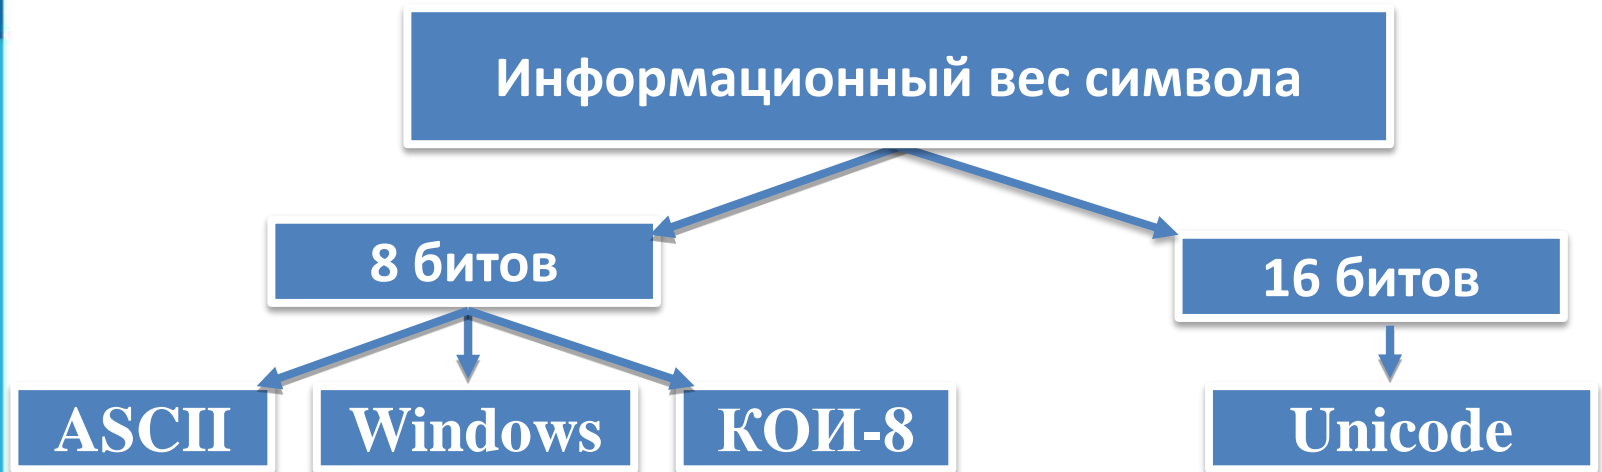 Информационный вес символа
8 битов
16 битов
ASCII
Windows
КОИ-8
Unicode